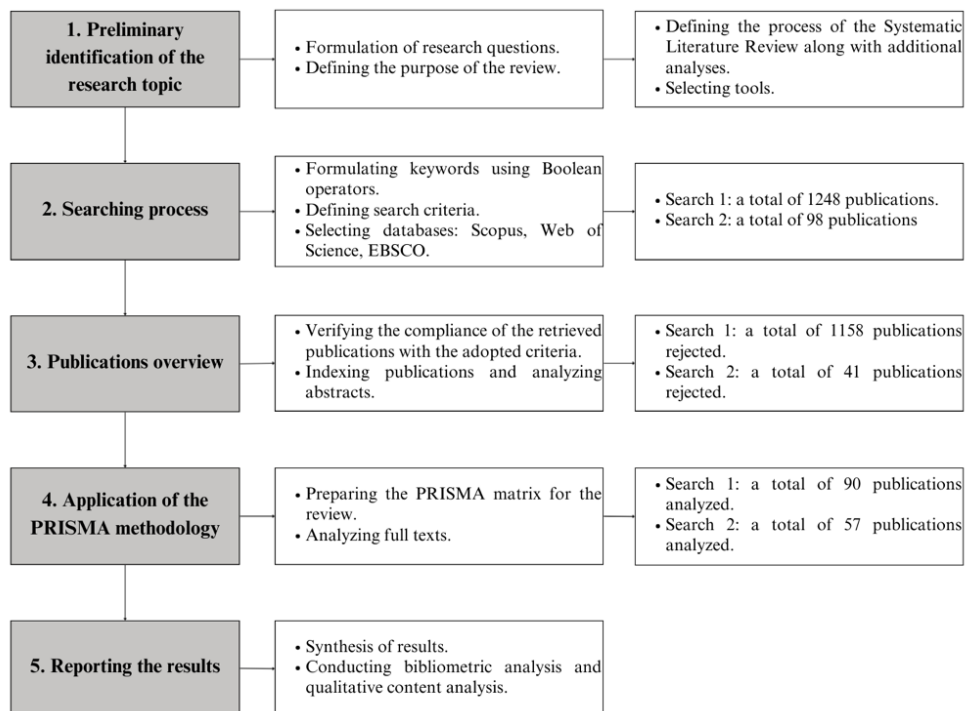 1. Preliminary
identification of the
research topic
• Formulation of research questions.
• Defining the purpose of the review.
• Defining the process of the Systematic
Literature Review along with additional
analyses.
• Selecting tools.
2. Searching process
• Formulating keywords using Boolean
operators.
• Defining search criteria.
• Selecting databases: Scopus, Web of
Science, EBSCO.
• Search 1: a total of 1248 publications.
• Search 2: a total of 98 publications
3. Publications overview
• Verifying the compliance of the retrieved
publications with the adopted criteria.
• Indexing publications and analyzing
abstracts.
• Search 1: a total of 1158 publications
rejected.
• Search 2: a total of 41 publications
rejected.
4. Application of the
PRISMA methodology
• Preparing the PRISMA matrix for the
review.
• Analyzing full texts.
• Search 1: a total of 90 publications
analyzed.
• Search 2: a total of 57 publications
analyzed.
5. Reporting the results
• Synthesis of results.
• Conducting bibliometric analysis and
qualitative content analysis.